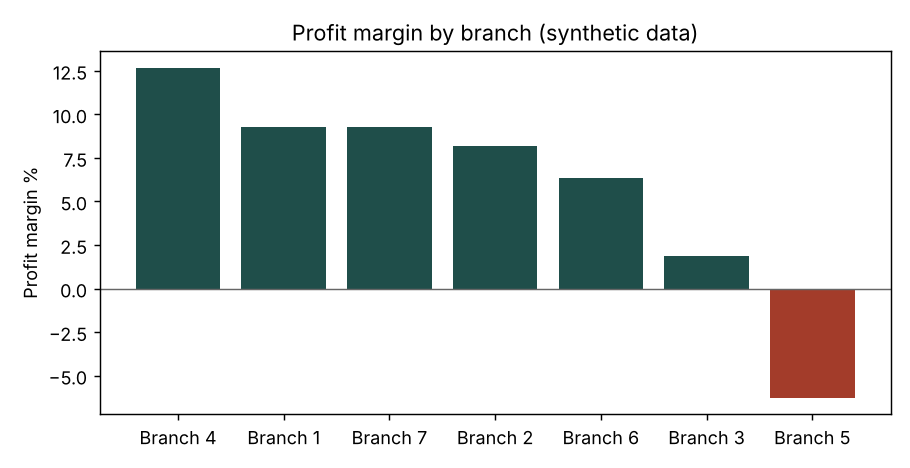 Profit margin by branch (synthetic data)
Profit margin %
12.5
10.0
7.5
5.0
2.5
0.0
−2.5
−5.0
Branch 4 Branch 1 Branch 7 Branch 2 Branch 6 Branch 3 Branch 5